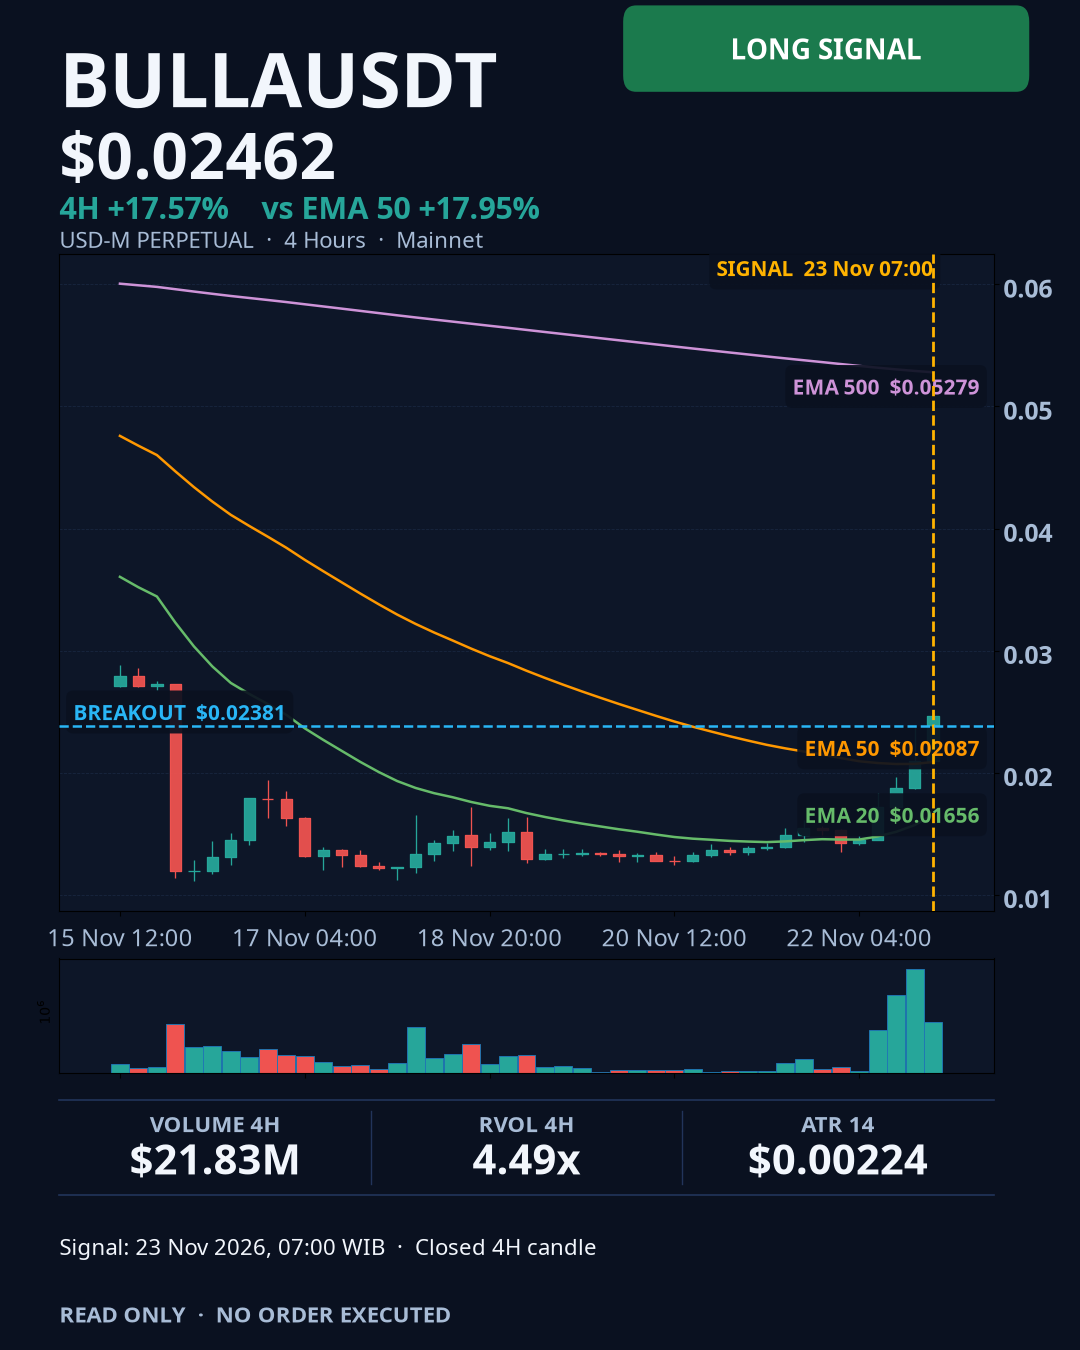 LONG SIGNAL
BULLAUSDT
$0.02462
4H +17.57% vs EMA 50 +17.95%
USD-M PERPETUAL · 4 Hours · Mainnet
SIGNAL 23 Nov 07:00
0.06
EMA 500 $0.05279
0.05
0.04
0.03
BREAKOUT $0.02381
EMA 50 $0.02087
0.02
EMA 20 $0.01656
0.01
15 Nov 12:00 17 Nov 04:00 18 Nov 20:00 20 Nov 12:00 22 Nov 04:00
10⁶
VOLUME 4H RVOL 4H ATR 14
$21.83M 4.49x $0.00224
Signal: 23 Nov 2026, 07:00 WIB · Closed 4H candle
READ ONLY · NO ORDER EXECUTED